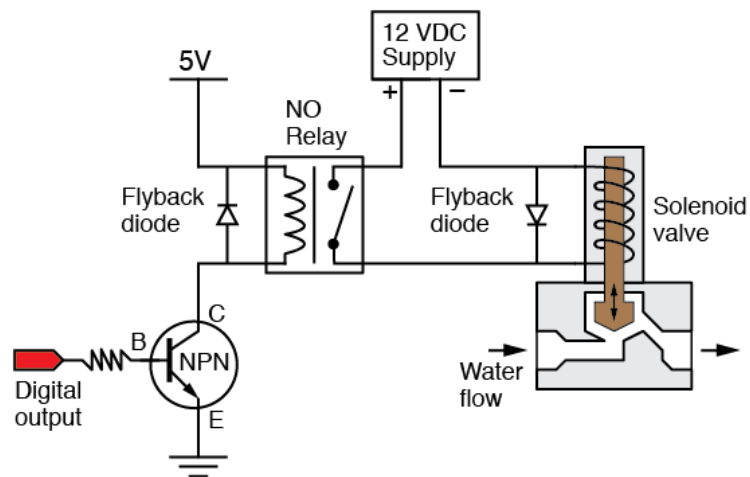 12 VDC
Supply
5V
+
−
NO
Relay
Flyback
diode
Flyback
diode
Solenoid
valve
C
B
NPN
E
Digital
output
Water
flow